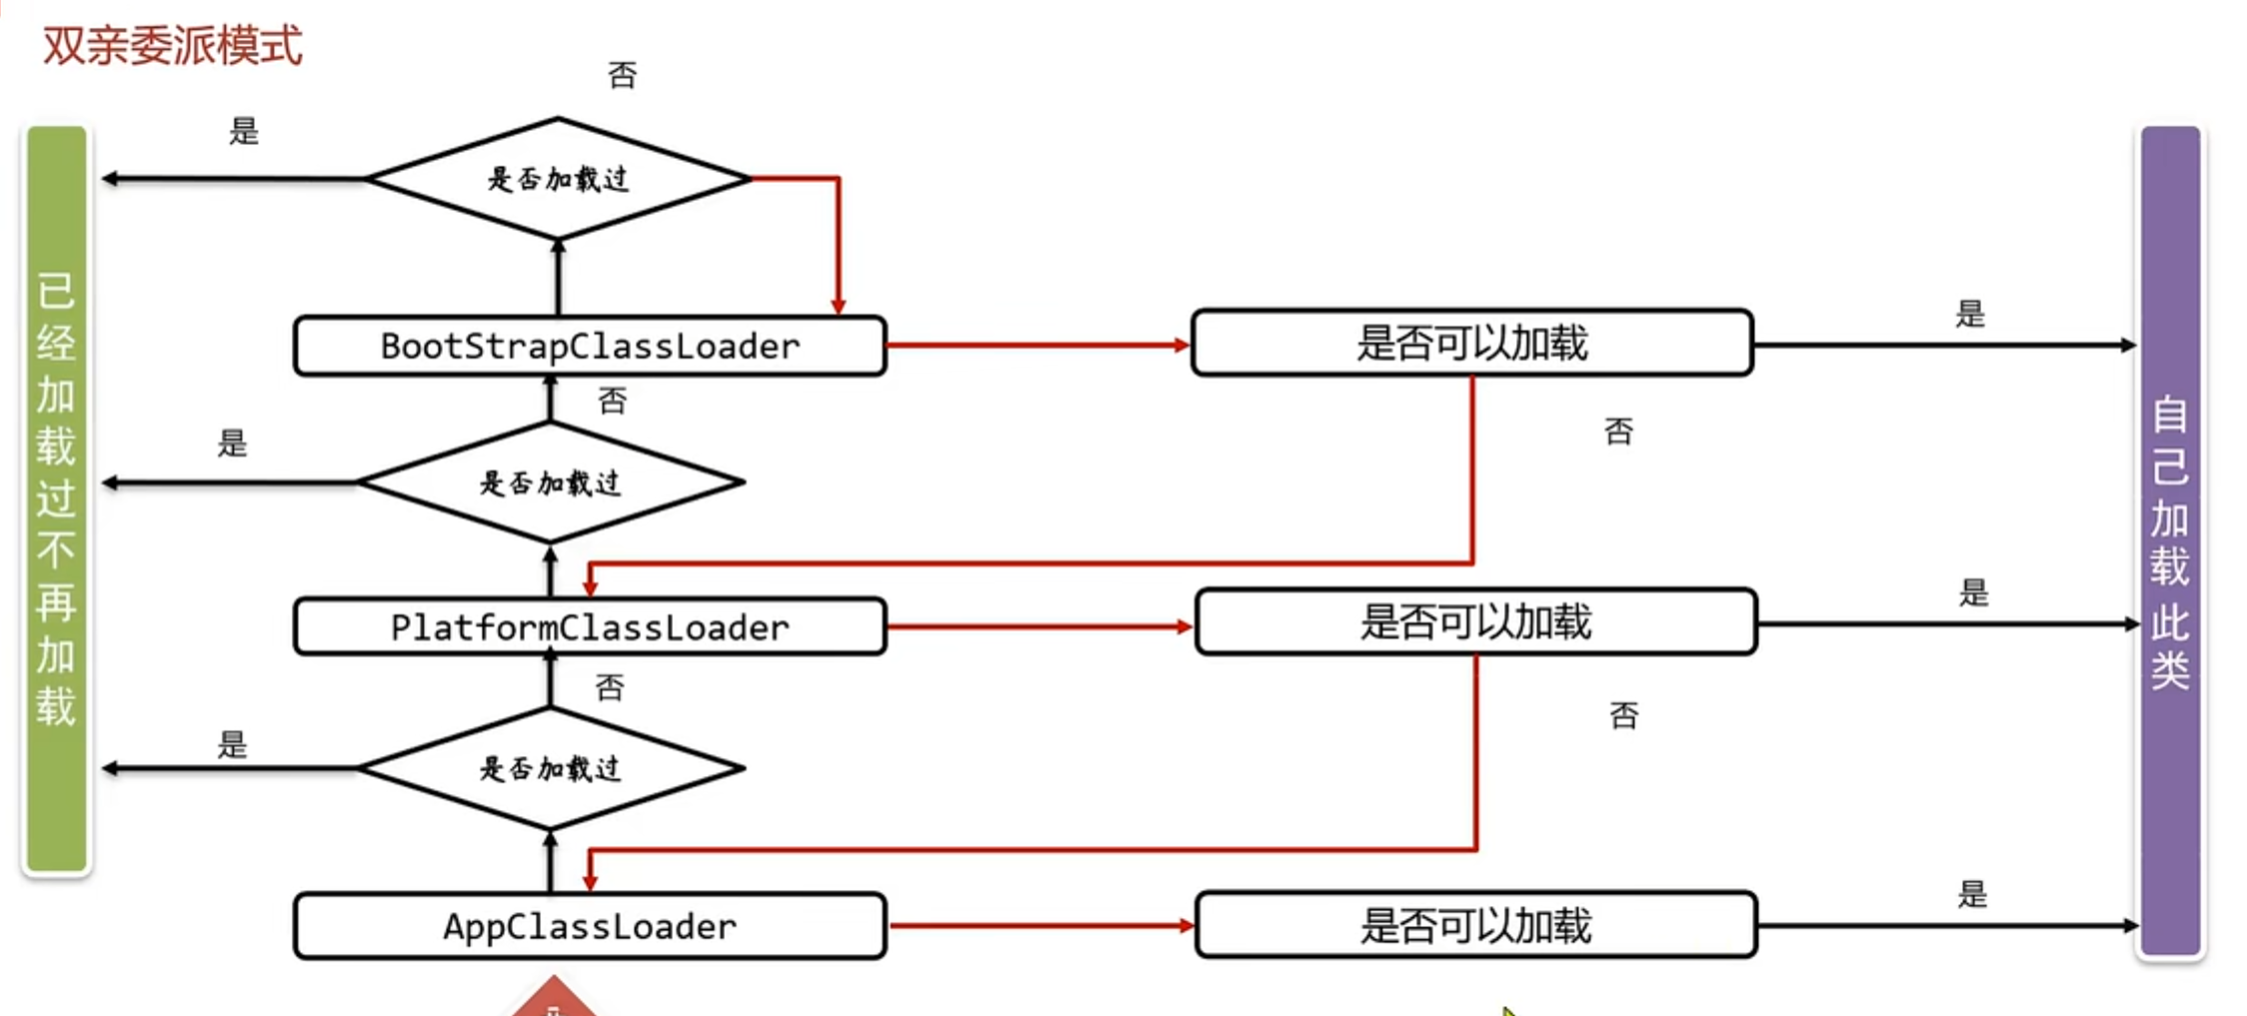 双亲委派模式
否
是
是否加载过
BootStrapClassLoader
是否可以加载
是
否
否
是
是否加载过
PlatformClassLoader
是否可以加载
是
否
否
是
是否加载过
AppClassLoader
是否可以加载
是
已经加载过不再加载
自己加载此类